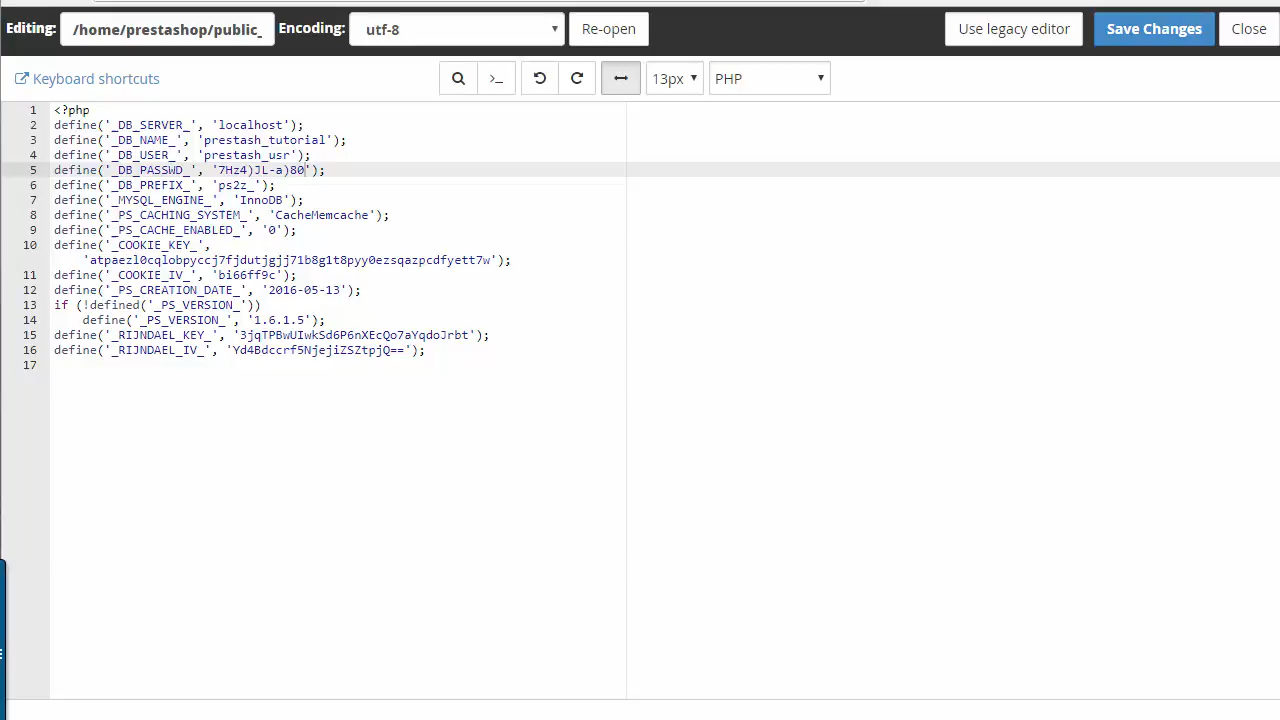 Editing: /home/prestashop/public_ Encoding: utf-8 Re-open Use legacy editor Save Changes Close
Keyboard shortcuts >_ 13px PHP
1 <?php
2 define('_DB_SERVER_', 'localhost');
3 define('_DB_NAME_', 'prestash_tutorial');
4 define('_DB_USER_', 'prestash_usr');
5 define('_DB_PASSWD_', '7Hz4)JL-a)80');
6 define('_DB_PREFIX_', 'ps2z_');
7 define('_MYSQL_ENGINE_', 'InnoDB');
8 define('_PS_CACHING_SYSTEM_', 'CacheMemcache');
9 define('_PS_CACHE_ENABLED_', '0');
10 define('_COOKIE_KEY_',
'atpaezl0cqlobpyccj7fjdutjgjj71b8g1t8pyy0ezsqazpcdfyett7w');
11 define('_COOKIE_IV_', 'bi66ff9c');
12 define('_PS_CREATION_DATE_', '2016-05-13');
13 if (!defined('_PS_VERSION_'))
14 define('_PS_VERSION_', '1.6.1.5');
15 define('_RIJNDAEL_KEY_', '3jqTPBwUIwkSd6P6nXEcQo7aYqdoJrbt');
16 define('_RIJNDAEL_IV_', 'Yd4Bdccrf5NjejiZSZtpjQ==');
17